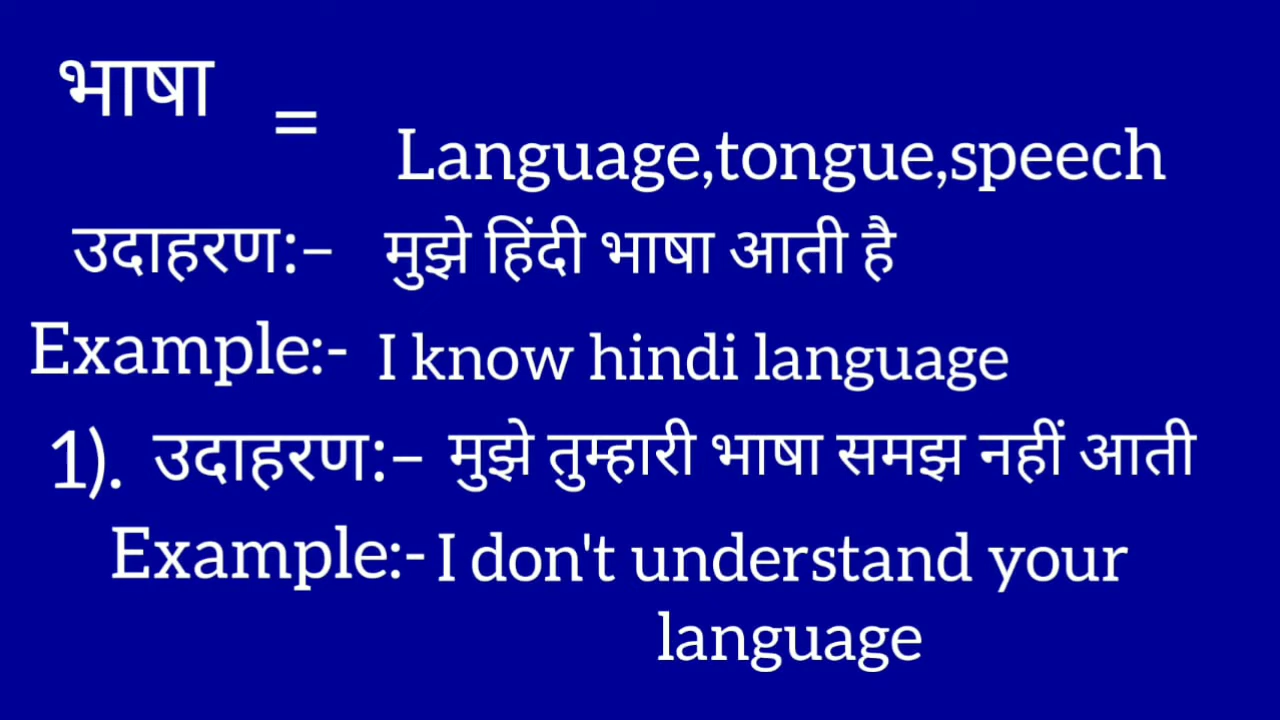 भाषा = Language,tongue,speech
उदाहरण:– मुझे हिंदी भाषा आती है
Example:- I know hindi language
1). उदाहरण:– मुझे तुम्हारी भाषा समझ नहीं आती
Example:- I don't understand your
language